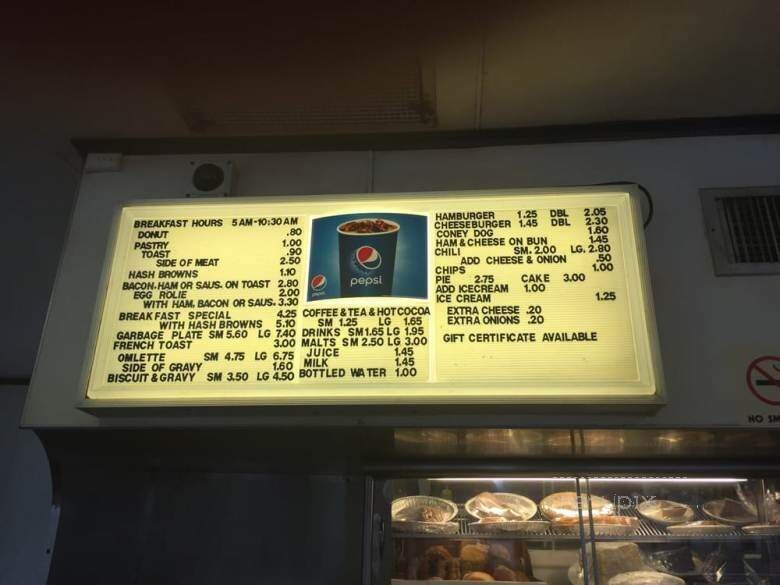 BREAKFAST HOURS 5 AM-10:30 AM
DONUT .80
PASTRY 1.00
TOAST .90
SIDE OF MEAT 2.50
HASH BROWNS 1.10
BACON, HAM OR SAUS. ON TOAST 2.80
EGG ROLIE 2.00
WITH HAM, BACON OR SAUS. 3.30
BREAKFAST SPECIAL 4.25
WITH HASH BROWNS 5.10
GARBAGE PLATE SM 5.60 LG 7.40
FRENCH TOAST 3.00
OMLETTE SM 4.75 LG 6.75
SIDE OF GRAVY 1.60
BISCUIT & GRAVY SM 3.50 LG 4.50
pepsi
pepsi
COFFEE & TEA & HOT COCOA
SM 1.25 LG 1.65
DRINKS SM 1.65 LG 1.95
MALTS SM 2.50 LG 3.00
JUICE 1.45
MILK 1.45
BOTTLED WATER 1.00
HAMBURGER 1.25 DBL 2.05
CHEESEBURGER 1.45 DBL 2.30
CONEY DOG 1.60
HAM & CHEESE ON BUN 1.45
CHILI SM. 2.00 LG. 2.80
ADD CHEESE & ONION .50
CHIPS 1.00
PIE 2.75 CAKE 3.00
ADD ICECREAM 1.00
ICE CREAM 1.25
EXTRA CHEESE .20
EXTRA ONIONS .20
GIFT CERTIFICATE AVAILABLE
NO SM